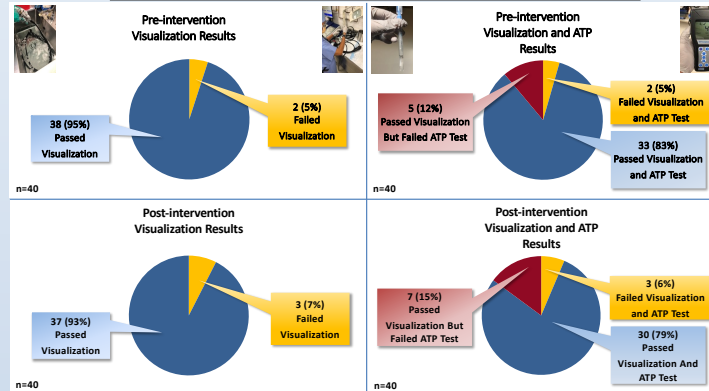 Pre-intervention
Visualization Results
38 (95%)
Passed
Visualization
2 (5%)
Failed
Visualization
n=40
Pre-intervention
Visualization and ATP
Results
5 (12%)
Passed Visualization
But Failed ATP Test
2 (5%)
Failed Visualization
and ATP Test
33 (83%)
Passed Visualization
and ATP Test
n=40
Post-intervention
Visualization Results
37 (93%)
Passed
Visualization
3 (7%)
Failed
Visualization
n=40
Post-intervention
Visualization and ATP
Results
7 (15%)
Passed
Visualization But
Failed ATP Test
3 (6%)
Failed Visualization
and ATP Test
30 (79%)
Passed
Visualization And
ATP Test
n=40